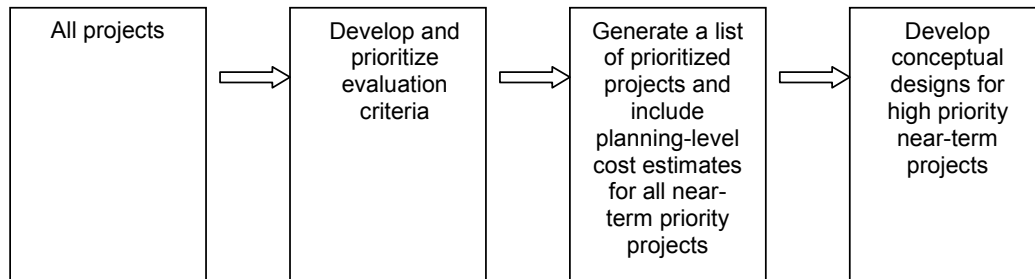 All projects
Develop and
prioritize
evaluation
criteria
Generate a list
of prioritized
projects and
include
planning-level
cost estimates
for all near-
term priority
projects
Develop
conceptual
designs for
high priority
near-term
projects